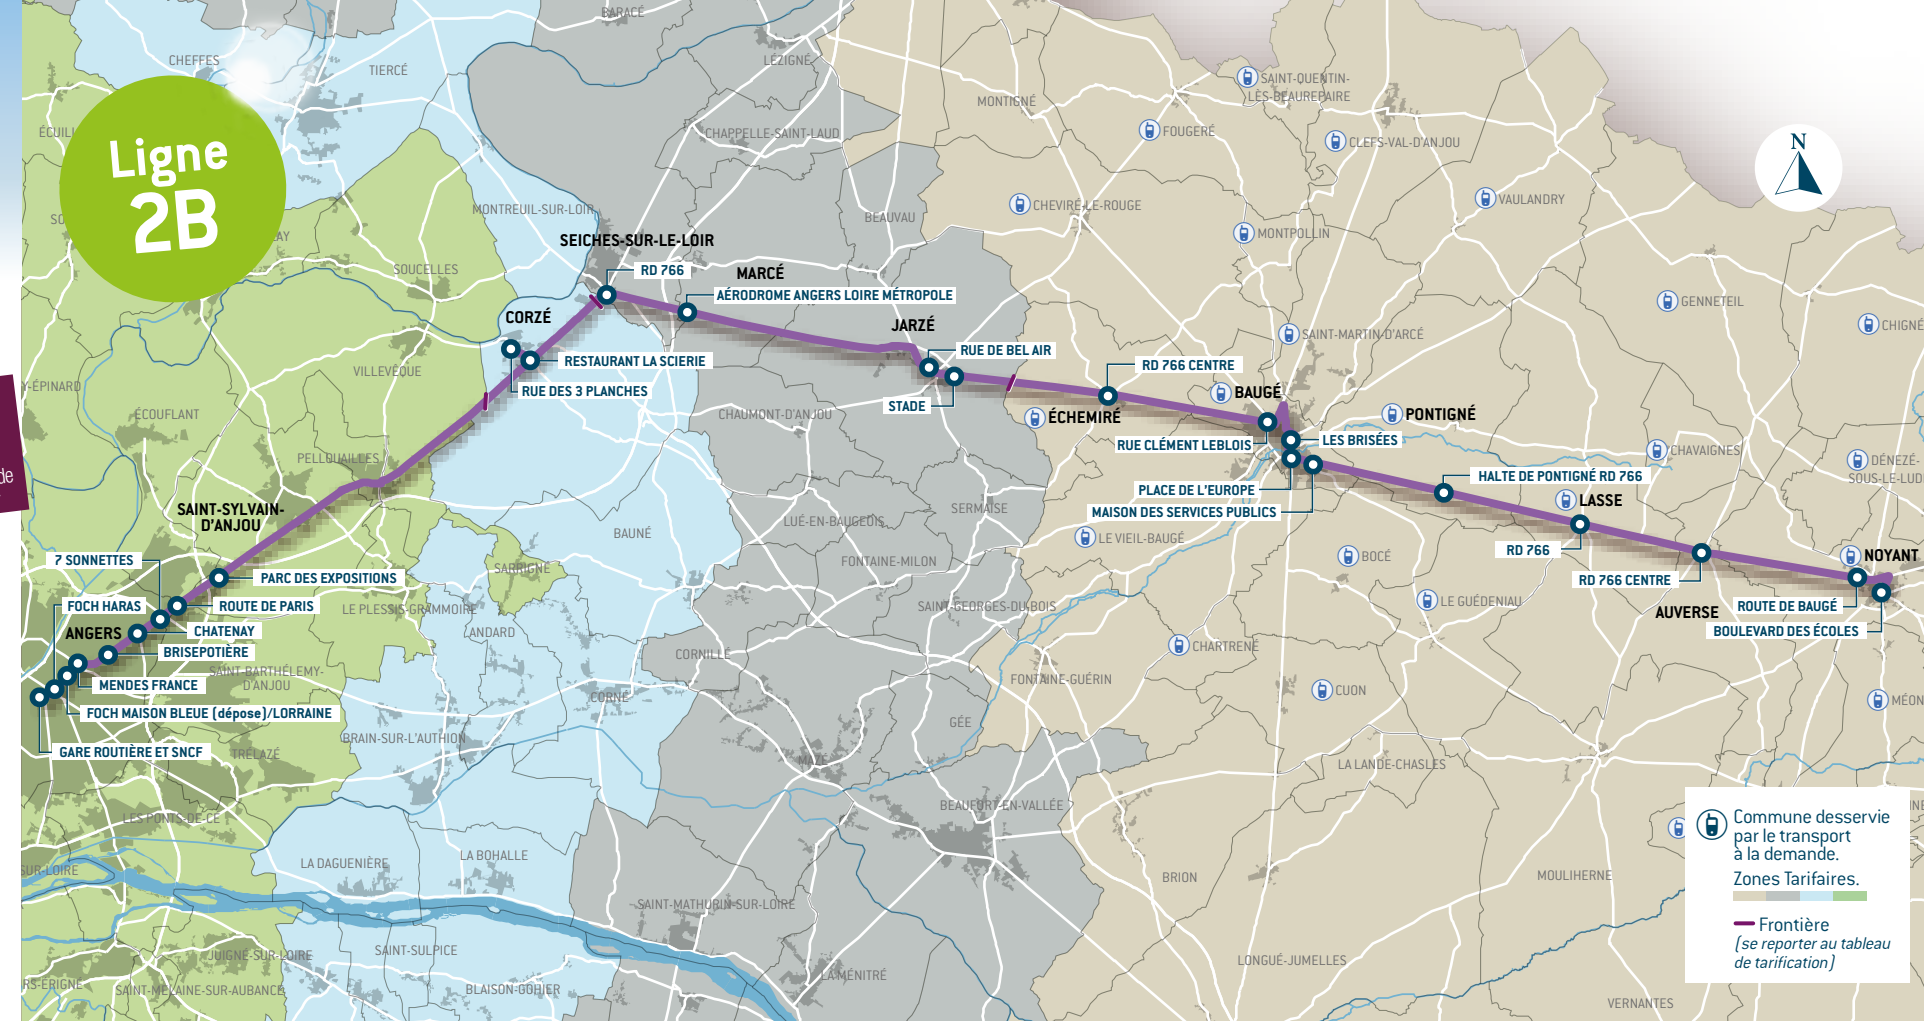 Ligne
2B
BARACÉ
CHEFFES
TIERCÉ
LÉZIGNÉ
MONTIGNÉ
SAINT-QUENTIN-
LÈS-BEAUREPAIRE
CHAPPELLE-SAINT-LAUD
FOUGERÉ
CLEFS-VAL-D'ANJOU
N
MONTREUIL-SUR-LOIR
BEAUVAU
CHEVIRÉ-LE-ROUGE
VAULANDRY
MONTPOLLIN
SEICHES-SUR-LE-LOIR
SOUCELLES
RD 766
MARCÉ
AÉRODROME ANGERS LOIRE MÉTROPOLE
GENNETEIL
CHIGNÉ
CORZÉ
JARZÉ
SAINT-MARTIN-D'ARCÉ
RUE DE BEL AIR
RESTAURANT LA SCIERIE
RD 766 CENTRE
VILLEVÊQUE
RUE DES 3 PLANCHES
BAUGÉ
STADE
ÉCHEMIRÉ
PONTIGNÉ
ÉCOUFLANT
CHAUMONT-D'ANJOU
RUE CLÉMENT LEBLOIS
LES BRISÉES
CHAVAIGNES
DÉNEZÉ-
SOUS-LE-LUD
PELLOUAILLES
HALTE DE PONTIGNÉ RD 766
PLACE DE L'EUROPE
LASSE
MAISON DES SERVICES PUBLICS
SAINT-SYLVAIN-
D'ANJOU
SERMAISE
LUÉ-EN-BAUGEOIS
BAUNÉ
LE VIEIL-BAUGÉ
RD 766
BOCÉ
NOYANT
7 SONNETTES
FONTAINE-MILON
SARRIGNÉ
PARC DES EXPOSITIONS
RD 766 CENTRE
FOCH HARAS
ROUTE DE PARIS
LE PLESSIS-GRAMMOIRE
SAINT-GEORGES-DU-BOIS
LE GUÉDENIAU
AUVERSE
ROUTE DE BAUGÉ
ANGERS
CHATENAY
BOULEVARD DES ÉCOLES
BRISEPOTIÈRE
CORNILLÉ
CHARTRENÉ
SAINT-BARTHÉLEMY-
D'ANJOU
MENDES FRANCE
FONTAINE-GUÉRIN
CUON
CORNÉ
FOCH MAISON BLEUE (dépose)/LORRAINE
GÉE
BRAIN-SUR-L'AUTHION
GARE ROUTIÈRE ET SNCF
TRÉLAZÉ
MAZÉ
LA LANDE-CHASLES
BEAUFORT-EN-VALLÉE
LES PONTS-DE-CÉ
Commune desservie
par le transport
à la demande.
Zones Tarifaires.
Frontière
(se reporter au tableau
de tarification)
LA DAGUENIÈRE
LA BOHALLE
BRION
MOULIHERNE
SAINT-MATHURIN-SUR-LOIRE
JUIGNÉ-SUR-LOIRE
SAINT-SULPICE
LONGUÉ-JUMELLES
LA MÉNITRÉ
SAINT-MELAINE-SUR-AUBANCE
BLAISON-GOHIER
VERNANTES